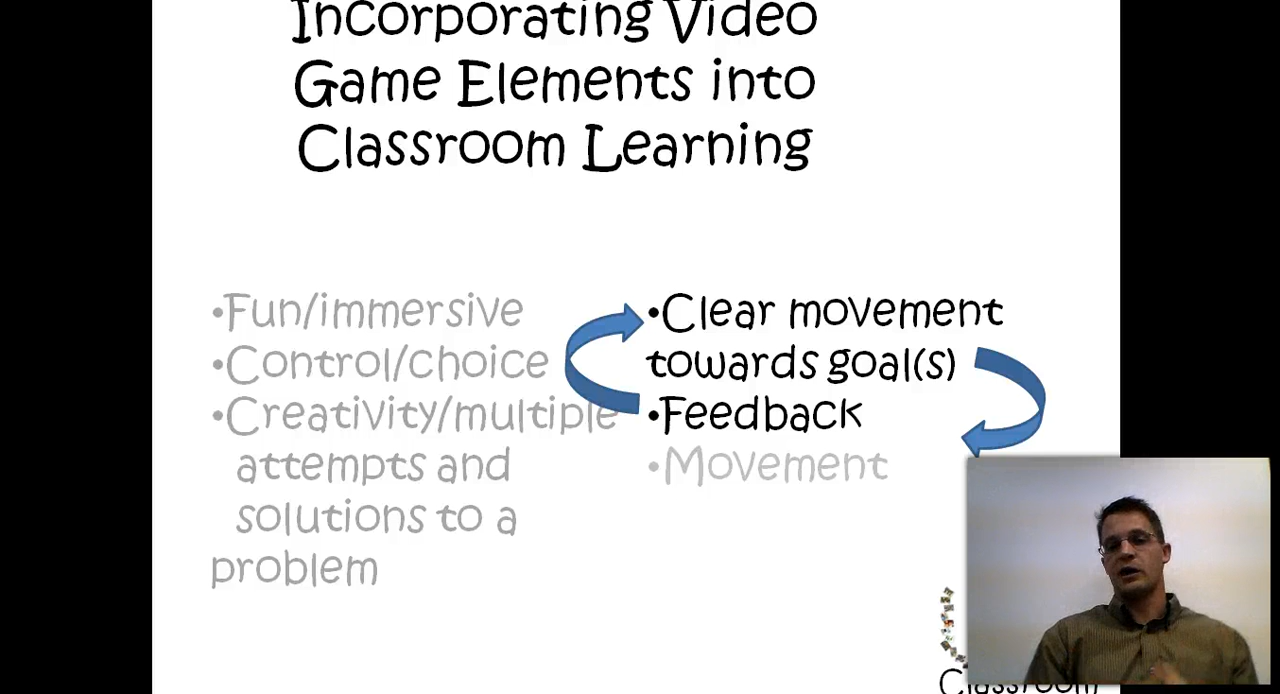 Incorporating Video
Game Elements into
Classroom Learning
•Fun/immersive
•Control/choice
•Creativity/multiple
attempts and
solutions to a
problem
•Clear movement
towards goal(s)
•Feedback
•Movement
Classroom